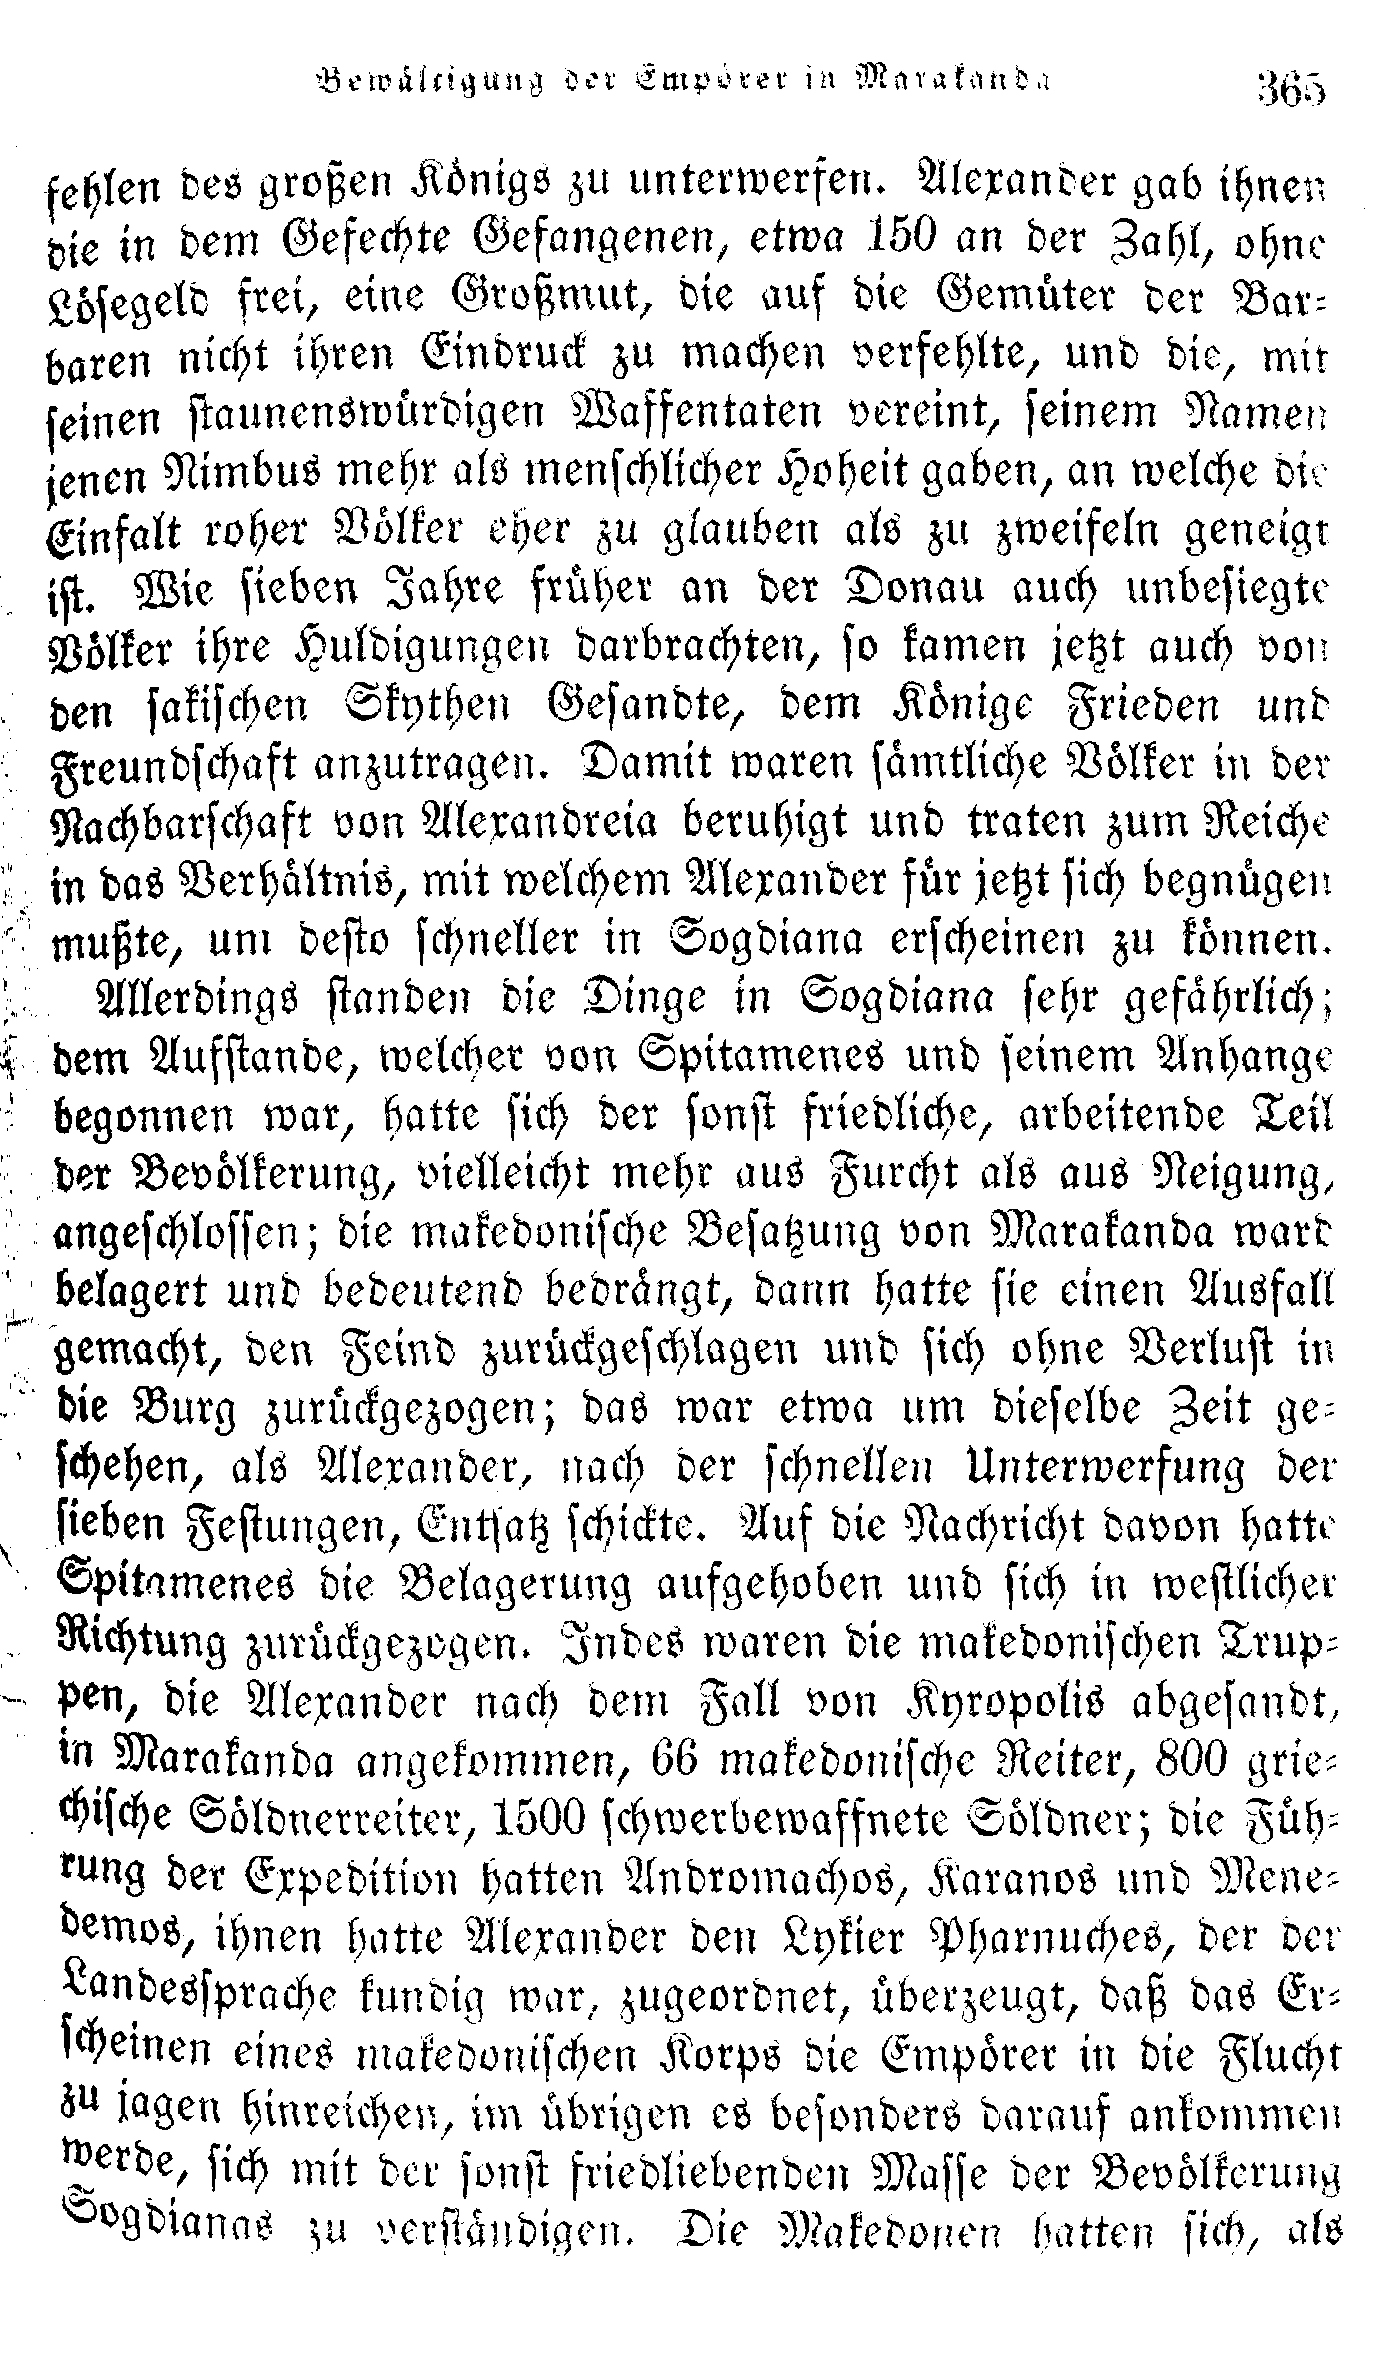 Bewältigung der Empörer in Marakanda 365
fehlen des großen Königs zu unterwerfen. Alexander gab ihnen
die in dem Gefechte Gefangenen, etwa 150 an der Zahl, ohne
Lösegeld frei, eine Großmut, die auf die Gemüter der Bar-
baren nicht ihren Eindruck zu machen verfehlte, und die, mit
seinen staunenswürdigen Waffentaten vereint, seinem Namen
jenen Nimbus mehr als menschlicher Hoheit gaben, an welche die
Einfalt roher Völker eher zu glauben als zu zweifeln geneigt
ist. Wie sieben Jahre früher an der Donau auch unbesiegte
Völker ihre Huldigungen darbrachten, so kamen jetzt auch von
den sakischen Skythen Gesandte, dem Könige Frieden und
Freundschaft anzutragen. Damit waren sämtliche Völker in der
Nachbarschaft von Alexandreia beruhigt und traten zum Reiche
in das Verhältnis, mit welchem Alexander für jetzt sich begnügen
mußte, um desto schneller in Sogdiana erscheinen zu können.
Allerdings standen die Dinge in Sogdiana sehr gefährlich;
dem Aufstande, welcher von Spitamenes und seinem Anhange
begonnen war, hatte sich der sonst friedliche, arbeitende Teil
der Bevölkerung, vielleicht mehr aus Furcht als aus Neigung,
angeschlossen; die makedonische Besatzung von Marakanda ward
belagert und bedeutend bedrängt, dann hatte sie einen Ausfall
gemacht, den Feind zurückgeschlagen und sich ohne Verlust in
die Burg zurückgezogen; das war etwa um dieselbe Zeit ge-
schehen, als Alexander, nach der schnellen Unterwerfung der
sieben Festungen, Entsatz schickte. Auf die Nachricht davon hatte
Spitamenes die Belagerung aufgehoben und sich in westlicher
Richtung zurückgezogen. Indes waren die makedonischen Trup-
pen, die Alexander nach dem Fall von Kyropolis abgesandt,
in Marakanda angekommen, 66 makedonische Reiter, 800 grie-
chische Söldnerreiter, 1500 schwerbewaffnete Söldner; die Füh-
rung der Expedition hatten Andromachos, Karanos und Mene-
demos, ihnen hatte Alexander den Lykier Pharnuches, der der
Landessprache kundig war, zugeordnet, überzeugt, daß das Er-
scheinen eines makedonischen Korps die Empörer in die Flucht
zu jagen hinreichen, im übrigen es besonders darauf ankommen
werde, sich mit der sonst friedliebenden Masse der Bevölkerung
Sogdianas zu verständigen. Die Makedonen hatten sich, als